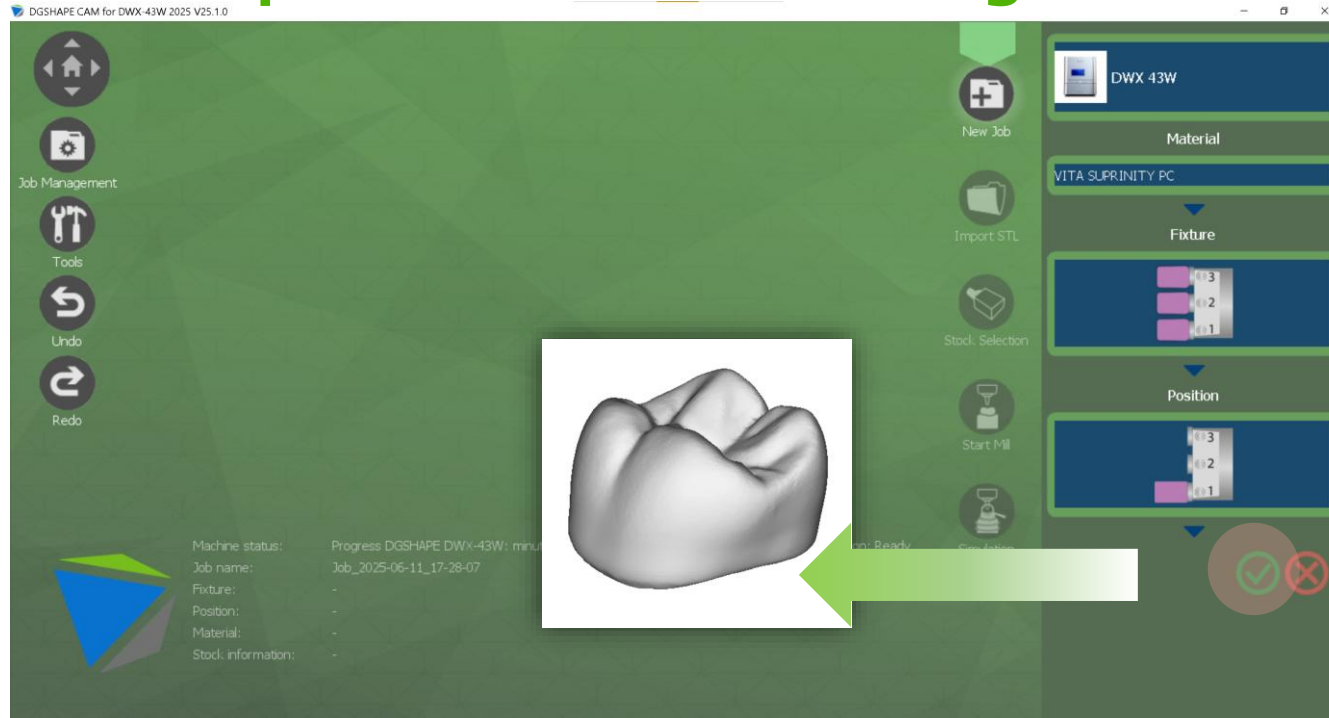 DGSHAPE CAM for DWX-43W 2025 V25.1.0
Job Management
Tools
Undo
Redo
New Job
Import STL
Stock Selection
Start Mill
Simulation
DWX 43W
Material
VITA SUPRINITY PC
Fixture
3
2
1
Position
3
2
1
Machine status: Progress DGSHAPE DWX-43W: Ready
Job name: Job_2025-06-11_17-28-07
Fixture: -
Position: -
Material: -
Stock information: -